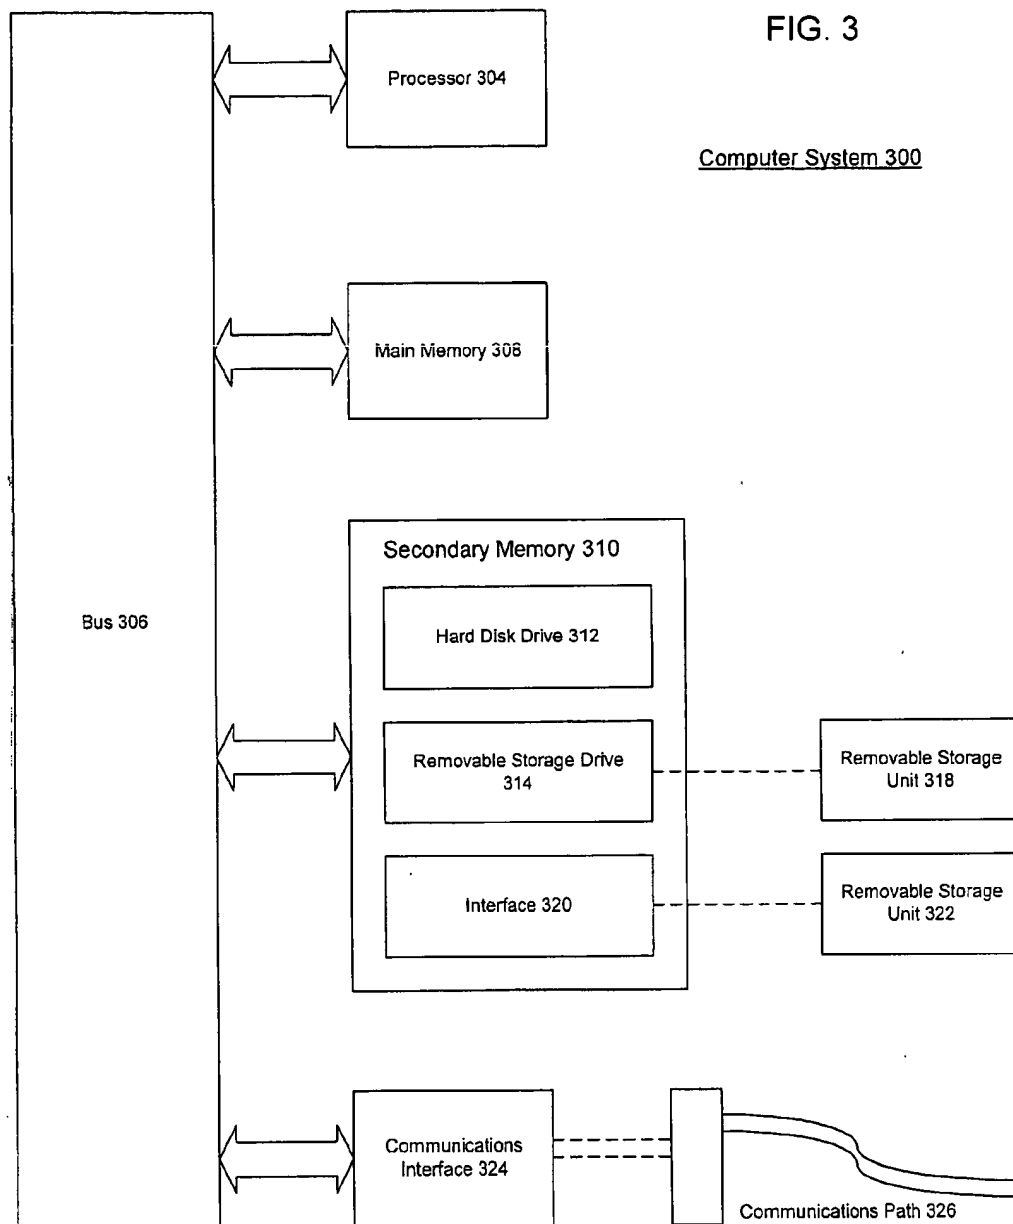 FIG. 3
Processor 304
Computer System 300
Main Memory 308
Secondary Memory 310
Hard Disk Drive 312
Bus 306
Removable Storage Drive
314
Removable Storage
Unit 318
Interface 320
Removable Storage
Unit 322
Communications
Interface 324
Communications Path 326